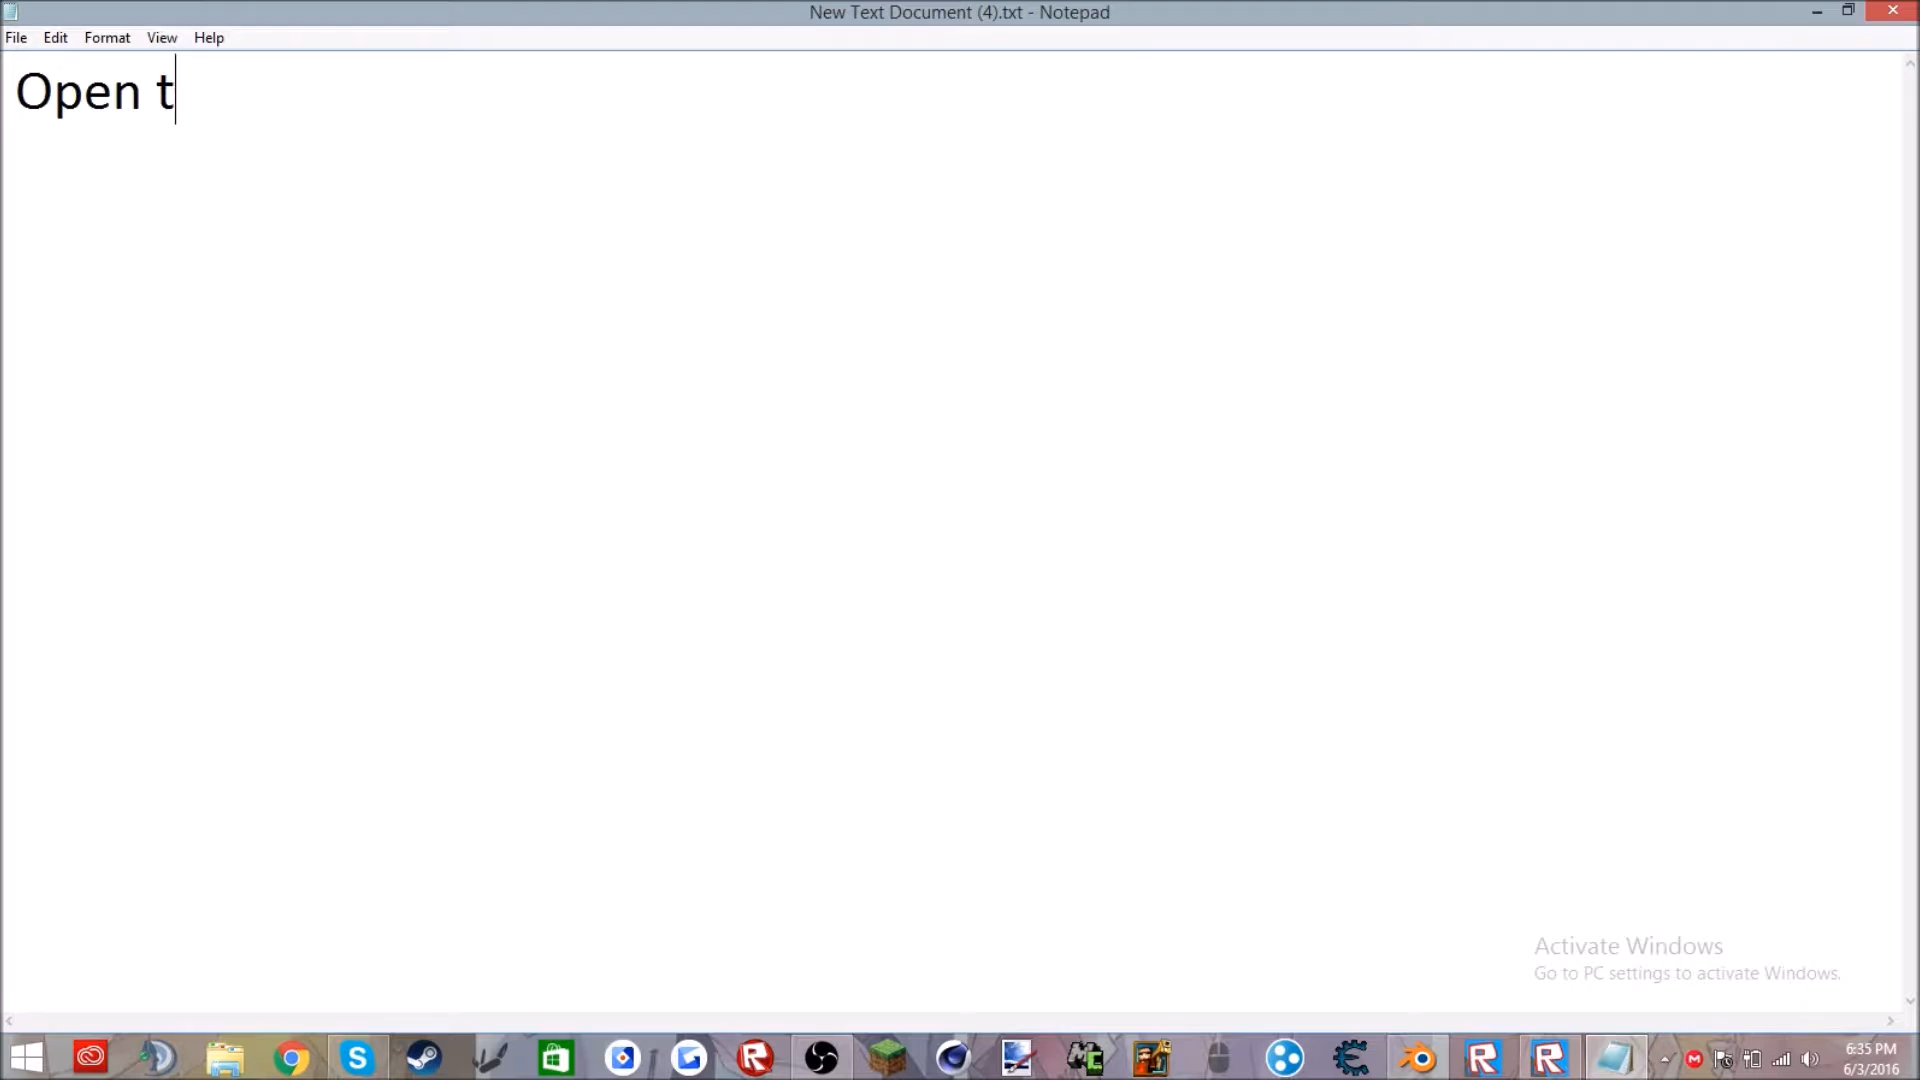 New Text Document (4).txt - Notepad
File Edit Format View Help
Open t
Activate Windows
Go to PC settings to activate Windows.
6:35 PM
6/3/2016